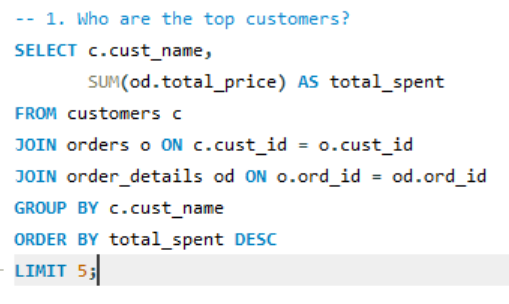 -- 1. Who are the top customers?
SELECT c.cust_name,
       SUM(od.total_price) AS total_spent
FROM customers c
JOIN orders o ON c.cust_id = o.cust_id
JOIN order_details od ON o.ord_id = od.ord_id
GROUP BY c.cust_name
ORDER BY total_spent DESC
LIMIT 5;